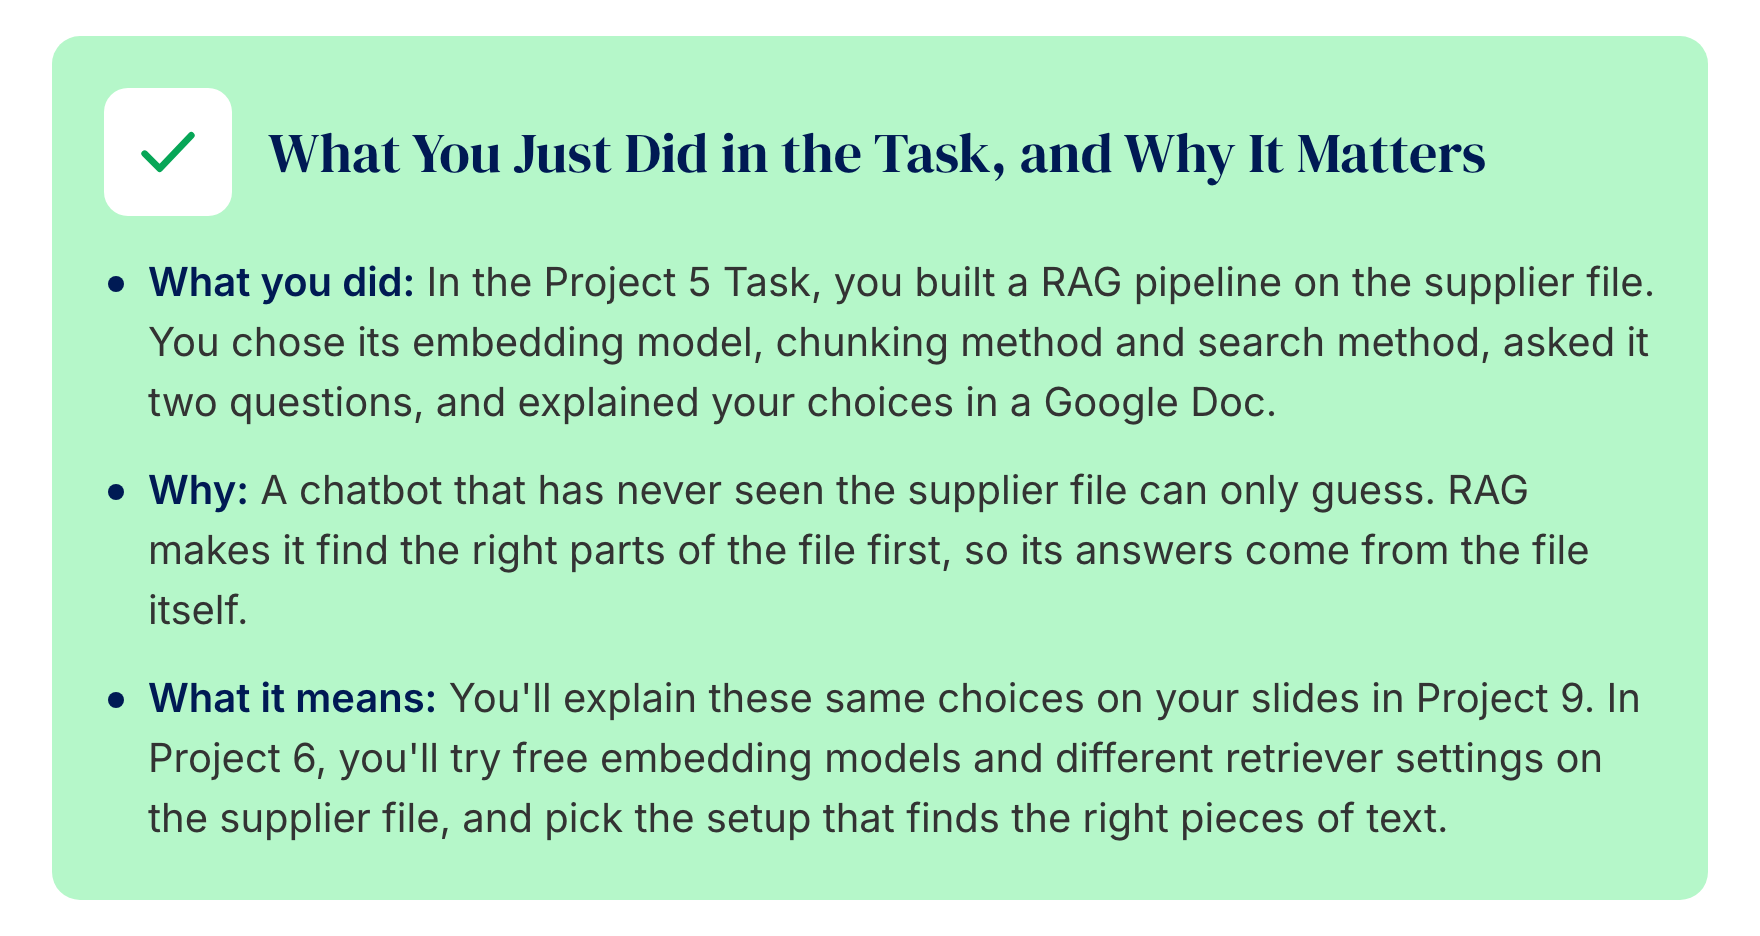 What You Just Did in the Task, and Why It Matters
• What you did: In the Project 5 Task, you built a RAG pipeline on the supplier file.
You chose its embedding model, chunking method and search method, asked it
two questions, and explained your choices in a Google Doc.
• Why: A chatbot that has never seen the supplier file can only guess. RAG
makes it find the right parts of the file first, so its answers come from the file
itself.
• What it means: You'll explain these same choices on your slides in Project 9. In
Project 6, you'll try free embedding models and different retriever settings on
the supplier file, and pick the setup that finds the right pieces of text.